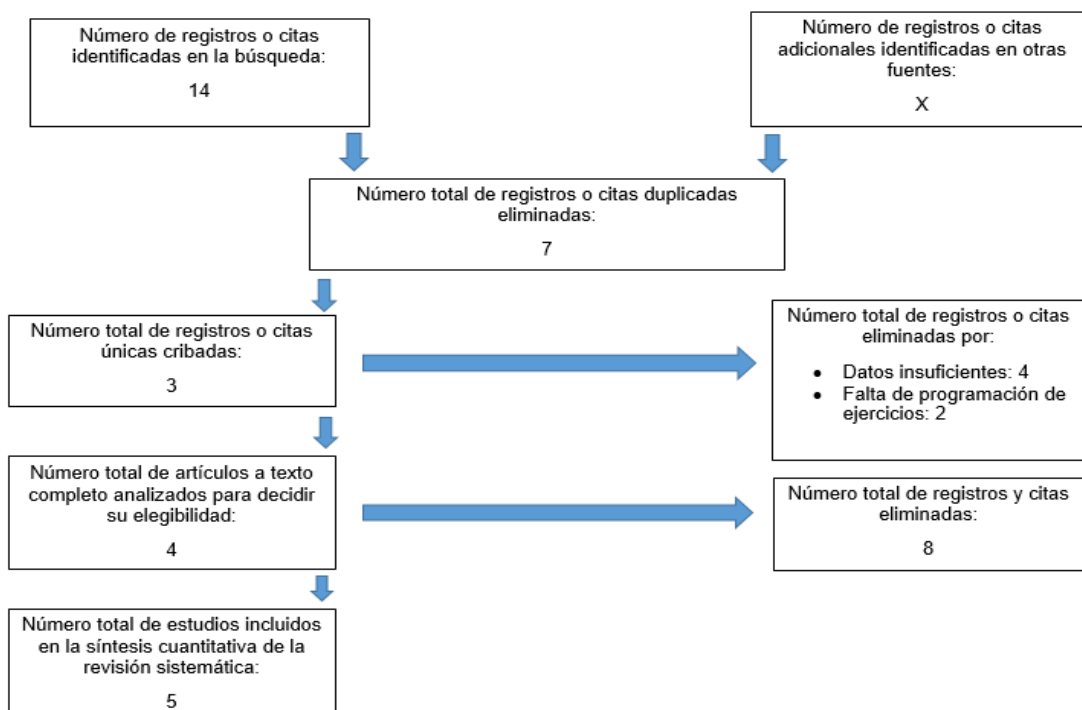 Número de registros o citas
identificadas en la búsqueda:
14
Número de registros o citas
adicionales identificadas en otras
fuentes:
X
Número total de registros o citas duplicadas
eliminadas:
7
Número total de registros o citas
únicas cribadas:
3
Número total de registros o citas
eliminadas por:
• Datos insuficientes: 4
• Falta de programación de
ejercicios: 2
Número total de artículos a texto
completo analizados para decidir
su elegibilidad:
4
Número total de registros y citas
eliminadas:
8
Número total de estudios incluidos
en la síntesis cuantitativa de la
revisión sistemática:
5